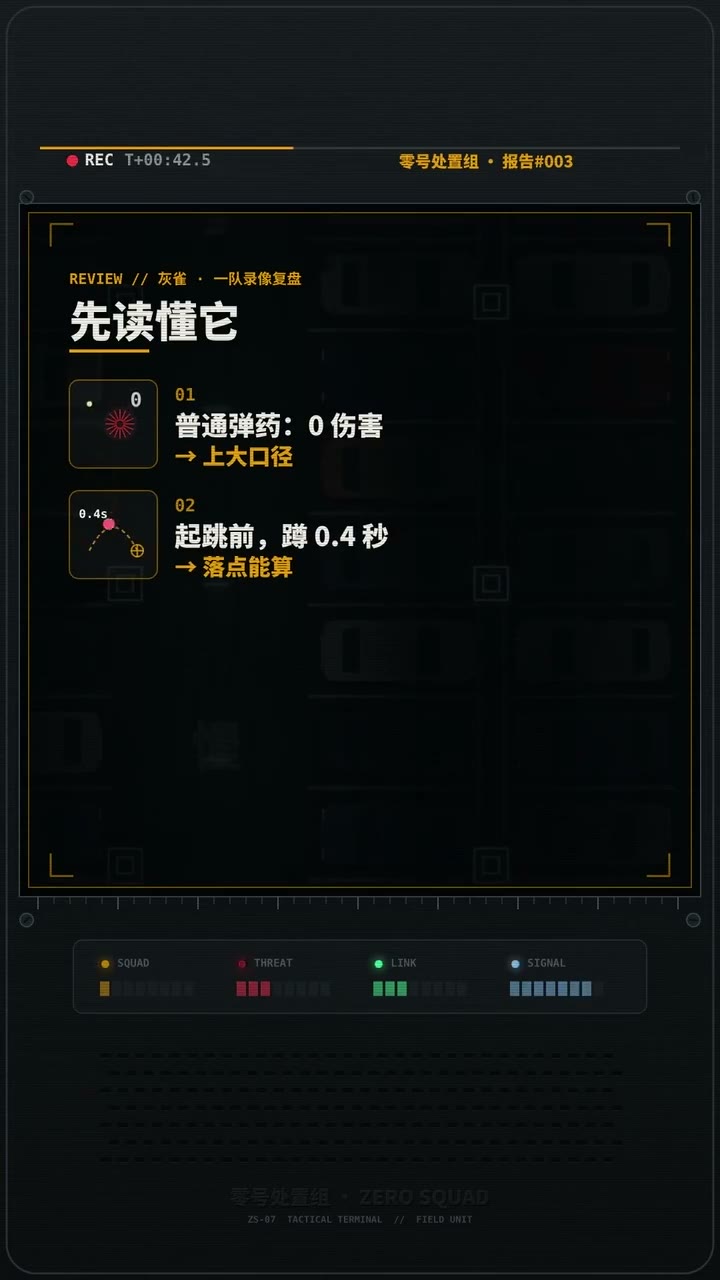 REC T+00:42.5
零号处置组 · 报告#003
REVIEW // 灰雀 · 一队录像复盘
先读懂它
0
01
普通弹药：0 伤害
→ 上大口径
0.4s
02
起跳前，蹲 0.4 秒
→ 落点能算
SQUAD
THREAT
LINK
SIGNAL
零号处置组 · ZERO SQUAD
ZS-07 TACTICAL TERMINAL // FIELD UNIT